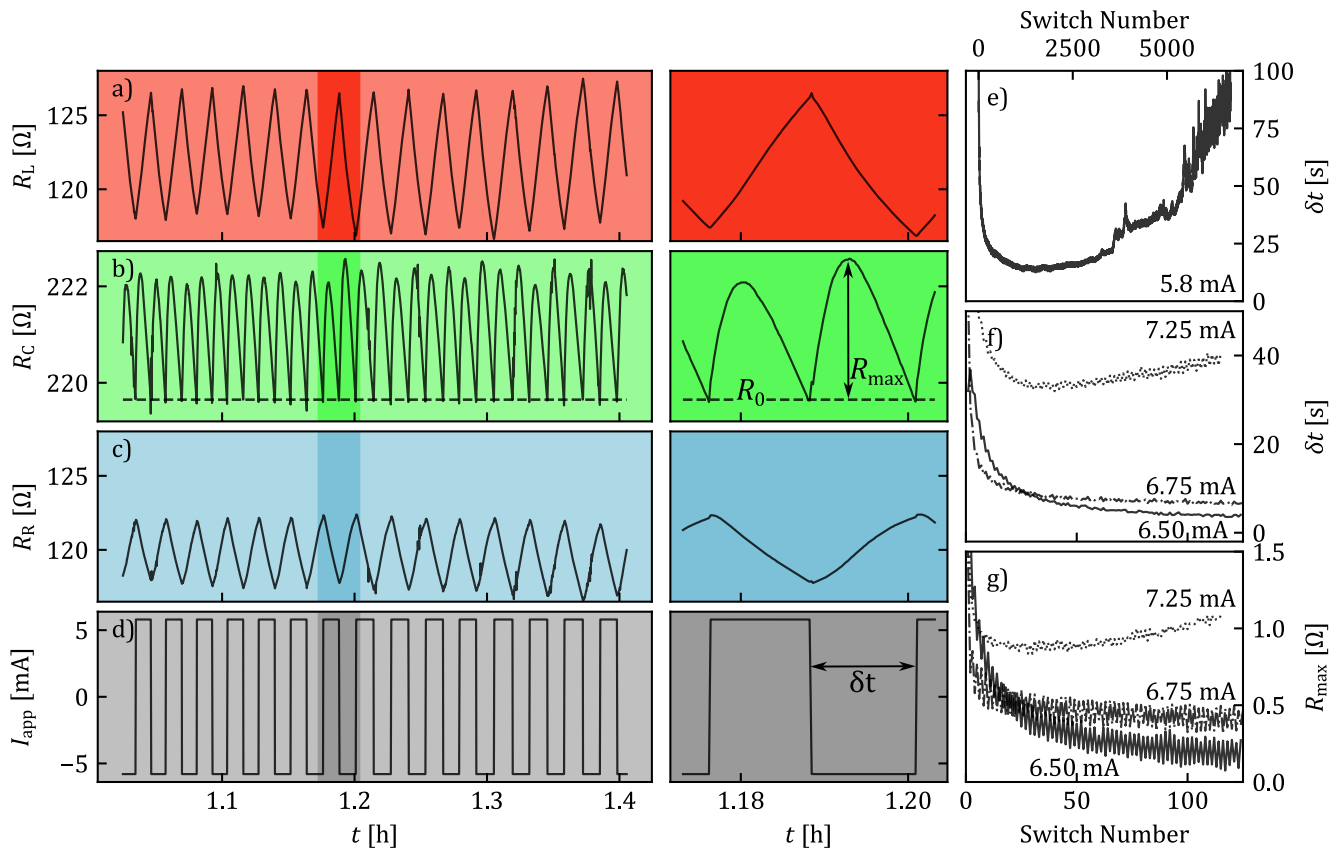 Switch Number
0 2500 5000
a)
125
120
R_L [Ω]
b)
222
220
R_C [Ω]
R_0
R_max
c)
125
120
R_R [Ω]
d)
5
0
−5
I_app [mA]
δt
1.1 1.2 1.3 1.4
t [h]
1.18 1.20
t [h]
e)
100
75
50
25
0
δt [s]
5.8 mA
f)
7.25 mA
40
20
0
δt [s]
6.75 mA
6.50 mA
g)
1.5
1.0
0.5
0.0
R_max [Ω]
7.25 mA
6.75 mA
6.50 mA
0 50 100
Switch Number